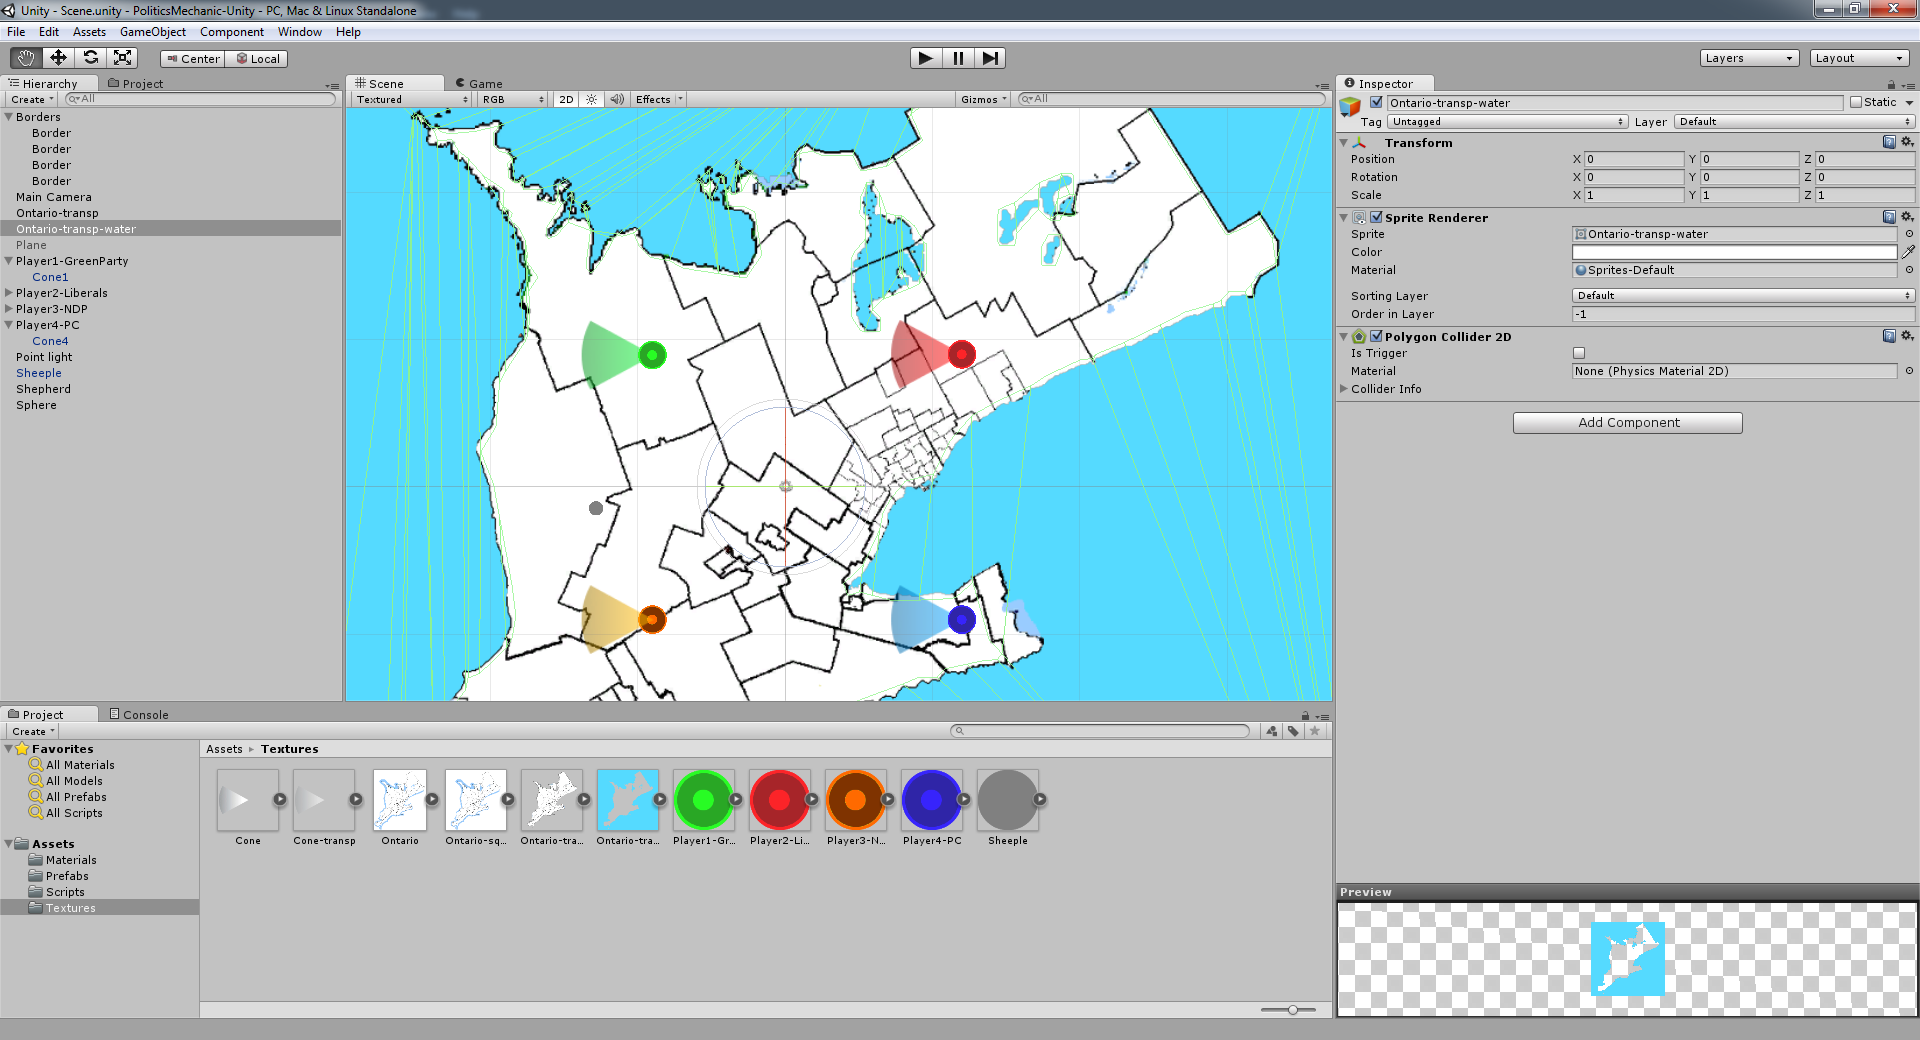 Unity - Scene.unity - PoliticsMechanic-Unity - PC, Mac & Linux Standalone
File Edit Assets GameObject Component Window Help
Center Local Layers Layout
Hierarchy Project
Create All
Borders
Border
Border
Border
Border
Main Camera
Ontario-transp
Ontario-transp-water
Plane
Player1-GreenParty
Cone1
Player2-Liberals
Player3-NDP
Player4-PC
Cone4
Point light
Sheeple
Shepherd
Sphere
Scene Game
Textured RGB 2D Effects Gizmos All
Inspector
Ontario-transp-water Static
Tag Untagged Layer Default
Transform
Position X 0 Y 0 Z 0
Rotation X 0 Y 0 Z 0
Scale X 1 Y 1 Z 1
Sprite Renderer
Sprite Ontario-transp-water
Color
Material Sprites-Default
Sorting Layer Default
Order in Layer -1
Polygon Collider 2D
Is Trigger
Material None (Physics Material 2D)
Collider Info
Add Component
Project Console
Create
Favorites
All Materials
All Models
All Prefabs
All Scripts
Assets
Materials
Prefabs
Scripts
Textures
Assets Textures
Cone Cone-transp Ontario Ontario-sq... Ontario-tra... Ontario-tra... Player1-Gr... Player2-Li... Player3-N... Player4-PC Sheeple
Preview